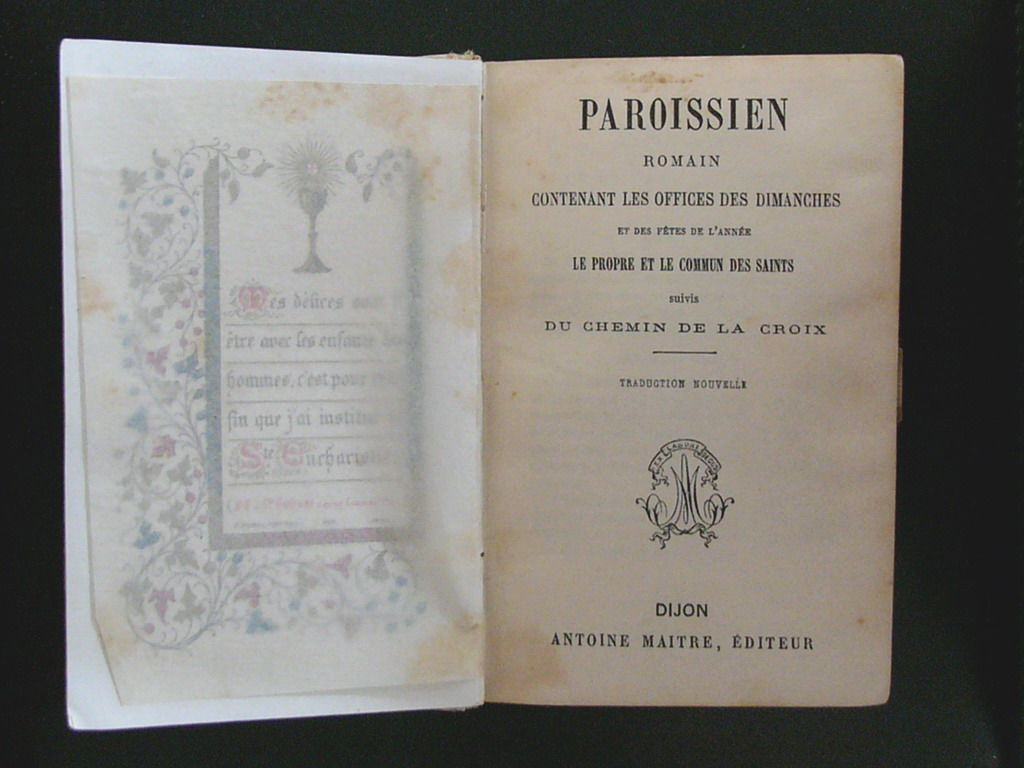 Mes délices sont
être avec les enfants
hommes, c'est pour
fin que j'ai institué
Ste Eucharistie
PAROISSIEN
ROMAIN
CONTENANT LES OFFICES DES DIMANCHES
ET DES FÊTES DE L'ANNÉE
LE PROPRE ET LE COMMUN DES SAINTS
suivis
DU CHEMIN DE LA CROIX
TRADUCTION NOUVELLE
DIJON
ANTOINE MAITRE, ÉDITEUR